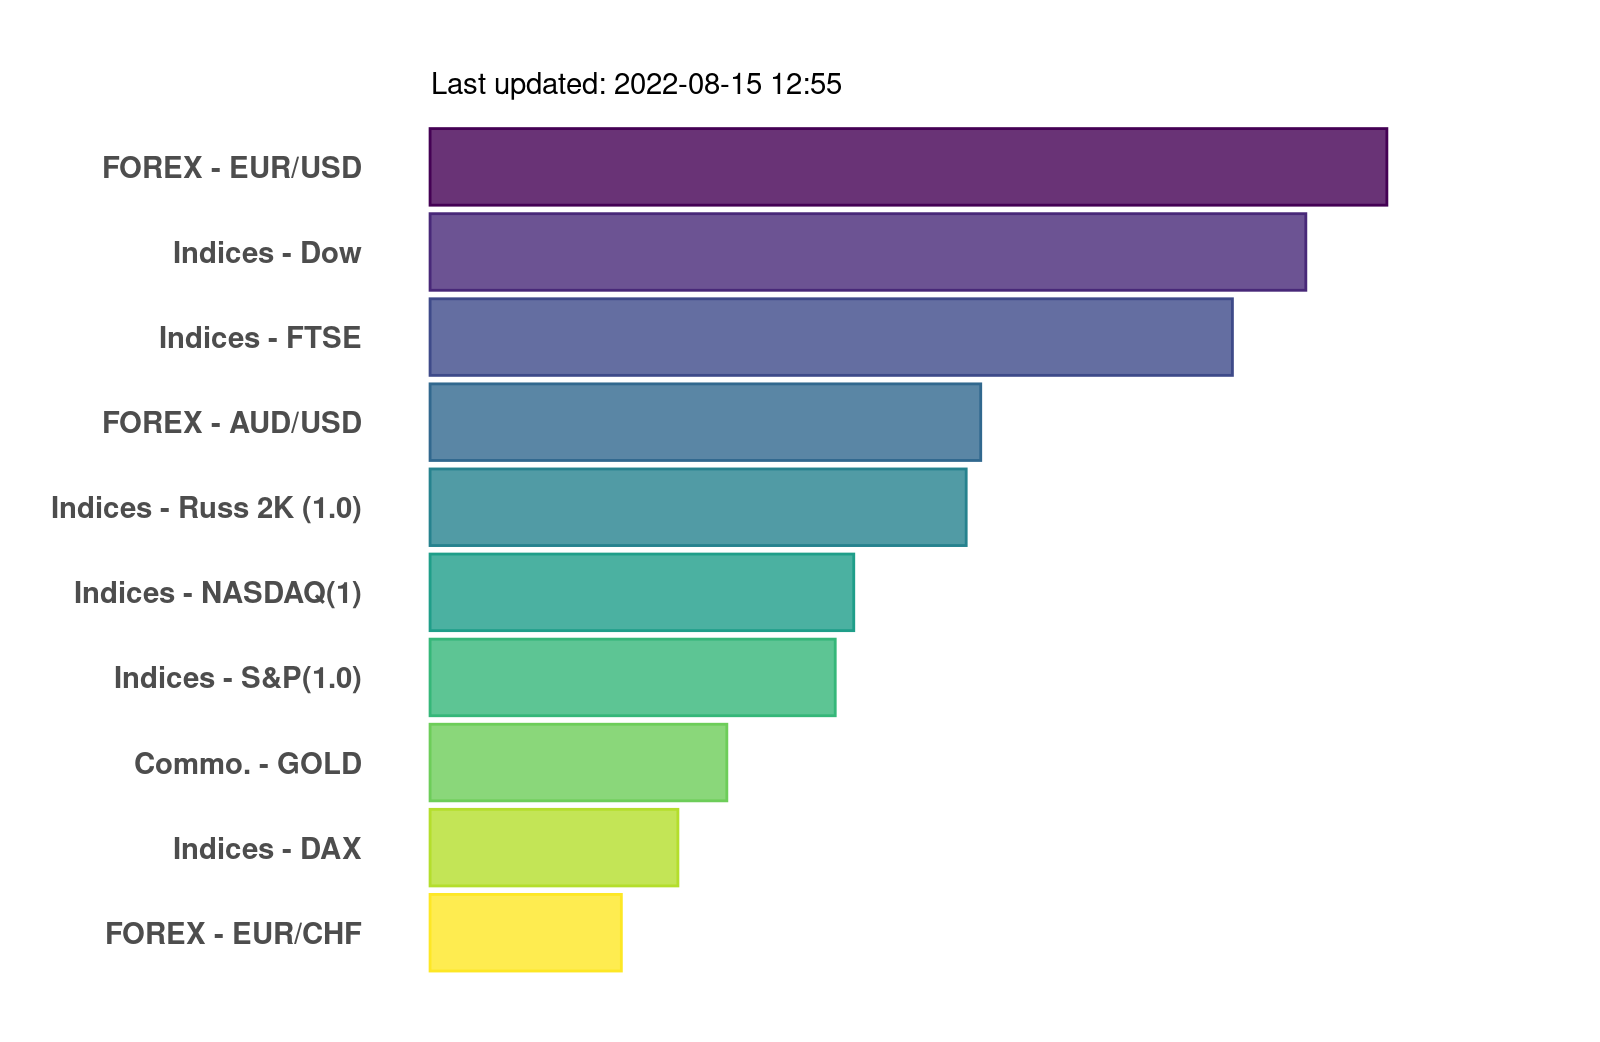 Last updated: 2022-08-15 12:55
FOREX - EUR/USD
Indices - Dow
Indices - FTSE
FOREX - AUD/USD
Indices - Russ 2K (1.0)
Indices - NASDAQ(1)
Indices - S&P(1.0)
Commo. - GOLD
Indices - DAX
FOREX - EUR/CHF